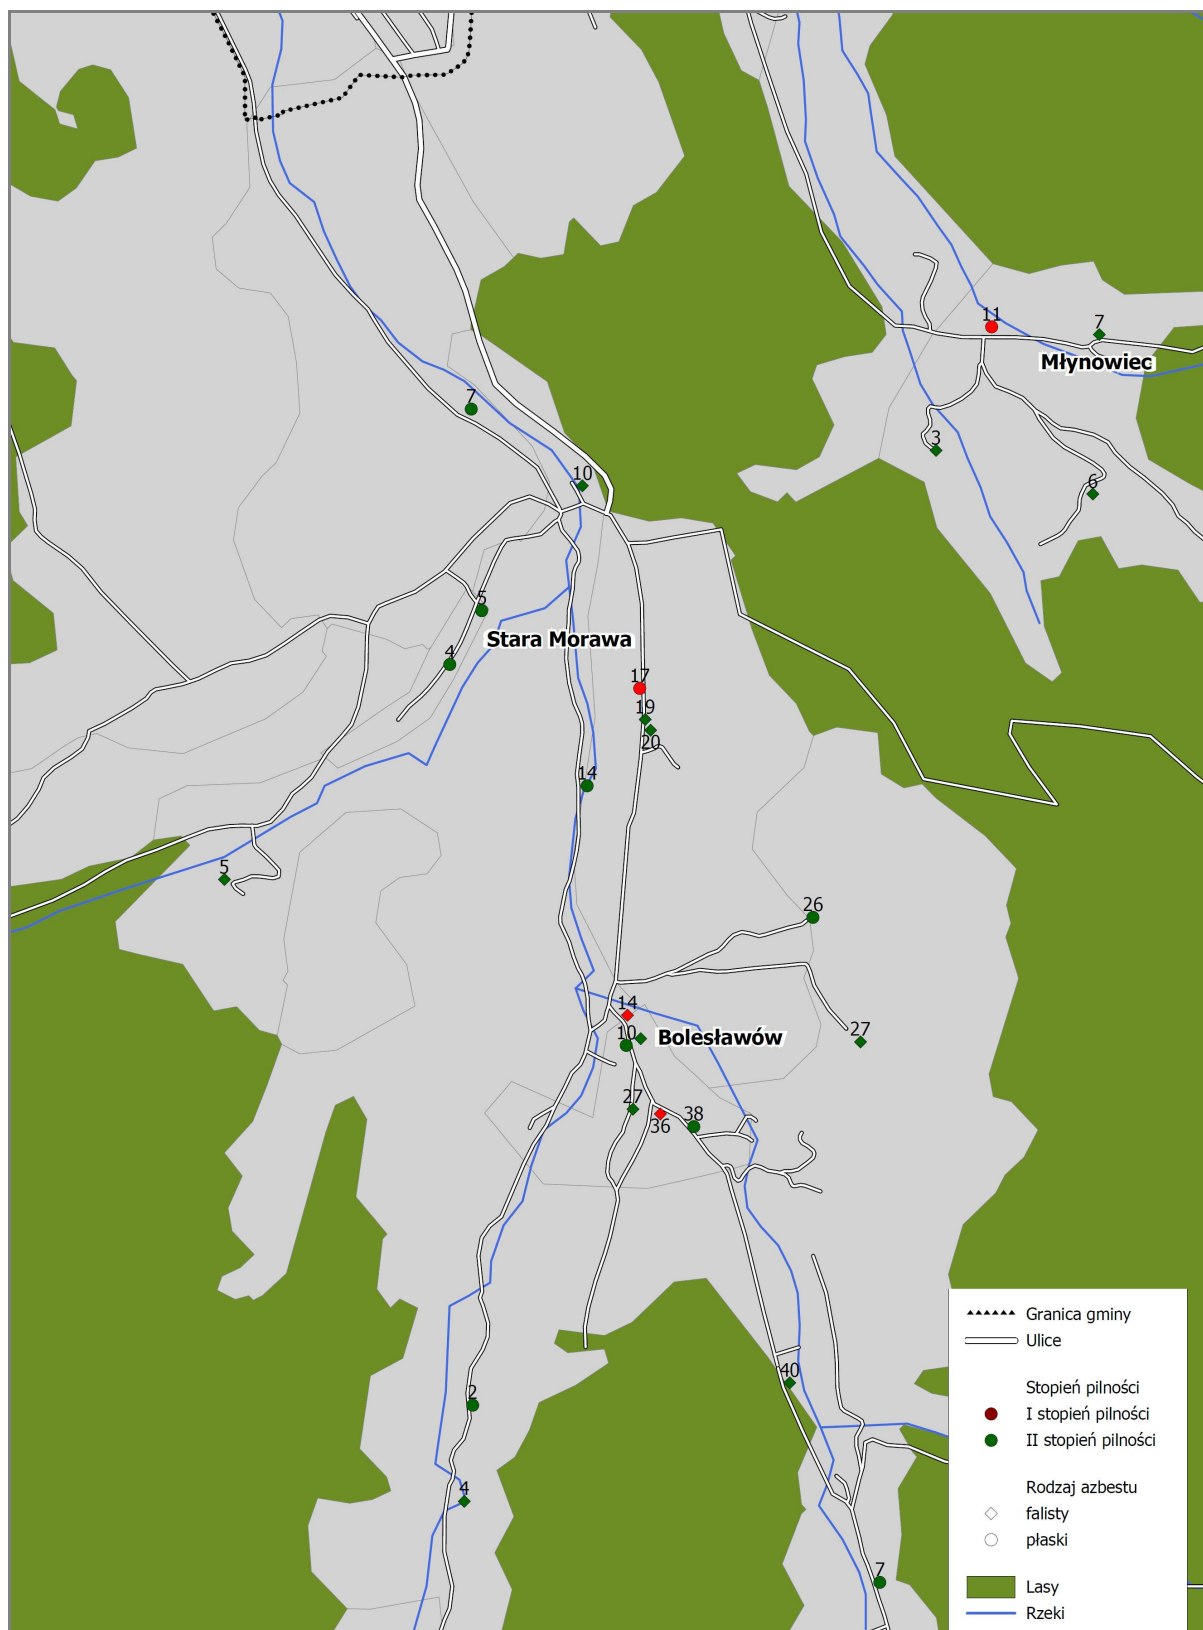 11
7
Młynowiec
7
3
10
6
5
Stara Morawa
4
17
19
20
14
5
26
14
10
Bolesławów
27
27
36
38
40
2
4
7
Granica gminy
Ulice
Stopień pilności
I stopień pilności
II stopień pilności
Rodzaj azbestu
falisty
płaski
Lasy
Rzeki